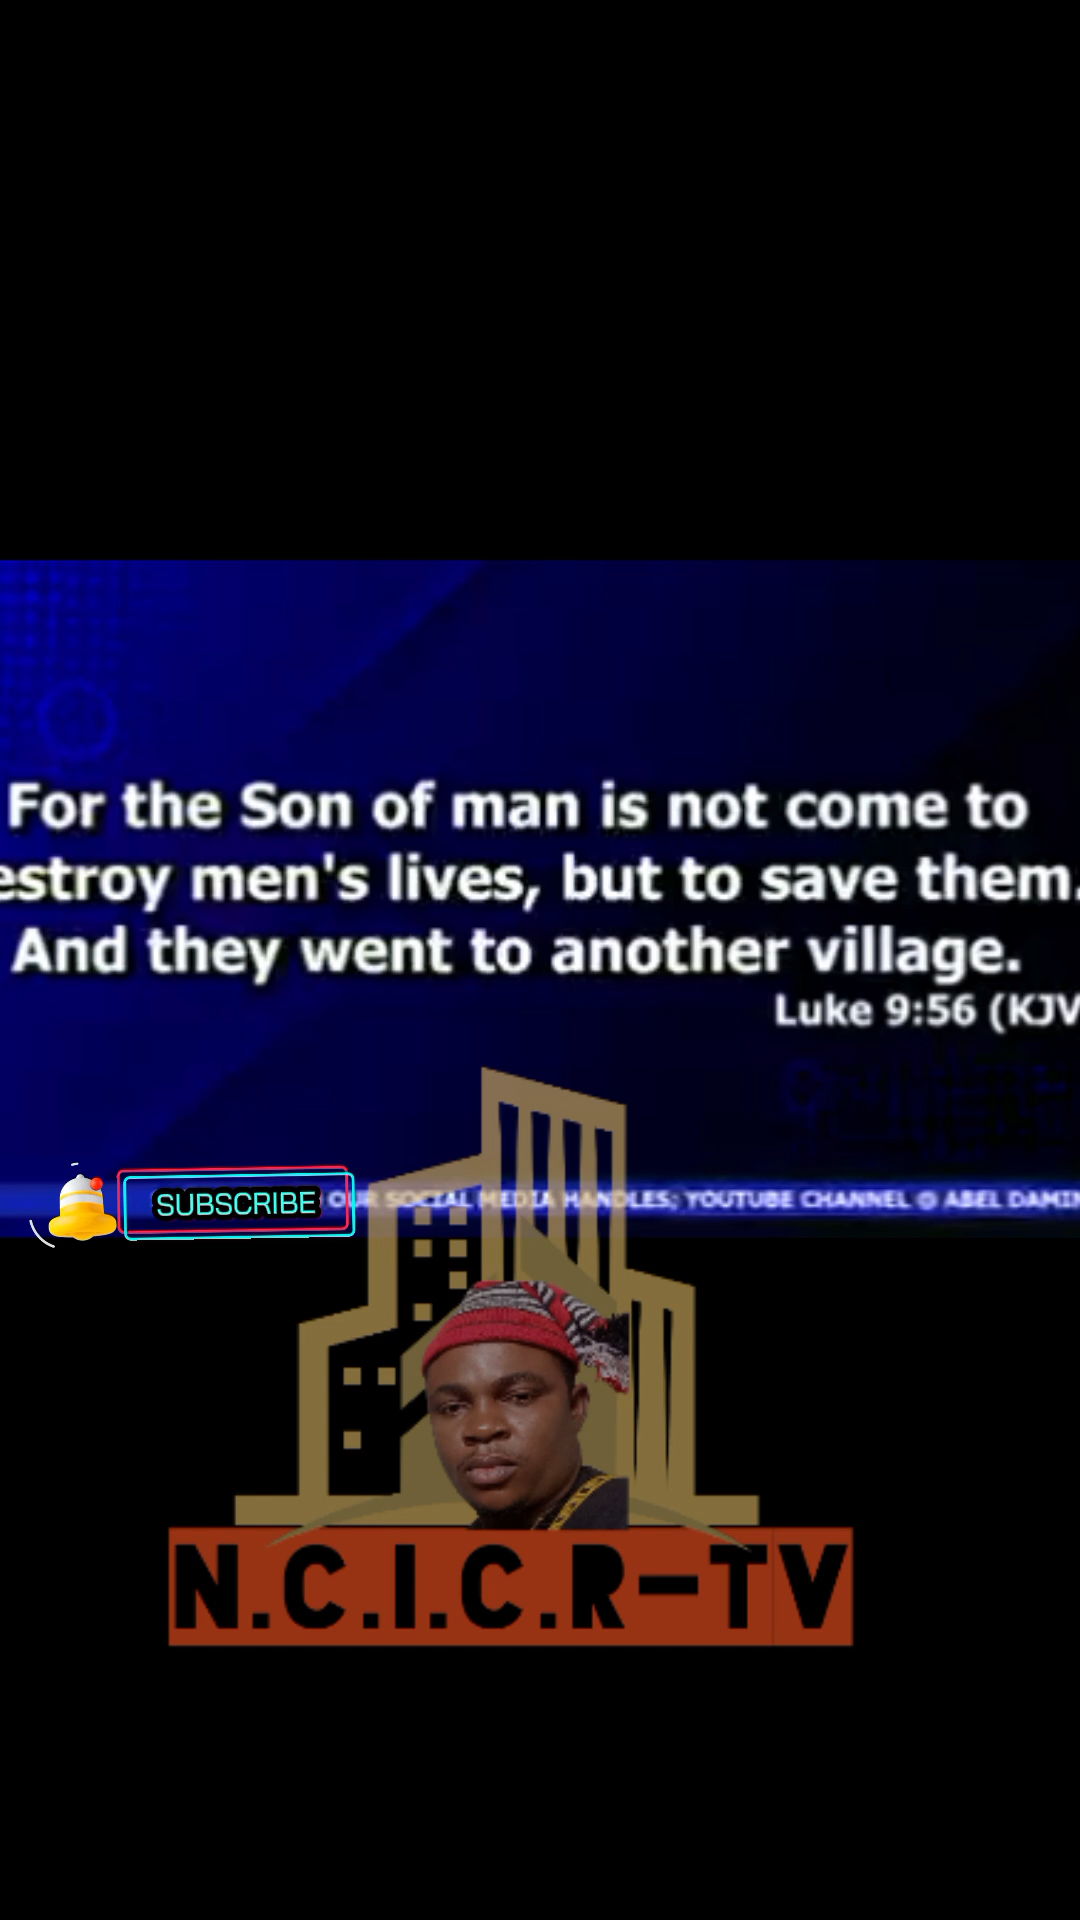 For the Son of man is not come to
estroy men's lives, but to save them.
And they went to another village.
Luke 9:56 (KJV
SUBSCRIBE
OUR SOCIAL MEDIA HANDLES; YOUTUBE CHANNEL @ ABEL DAMIN
N.C.I.C.R-TV